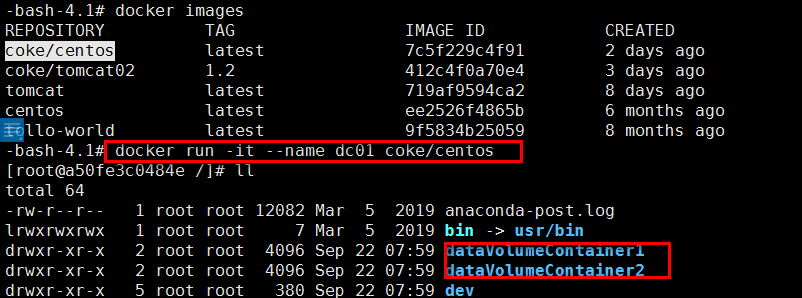 -bash-4.1# docker images
REPOSITORY TAG IMAGE ID CREATED
coke/centos latest 7c5f229c4f91 2 days ago
coke/tomcat02 1.2 412c4f0a70e4 3 days ago
tomcat latest 719af9594ca2 8 days ago
centos latest ee2526f4865b 6 months ago
ello-world latest 9f5834b25059 8 months ago
-bash-4.1# docker run -it --name dc01 coke/centos
[root@a50fe3c0484e /]# ll
total 64
-rw-r--r-- 1 root root 12082 Mar 5 2019 anaconda-post.log
lrwxrwxrwx 1 root root 7 Mar 5 2019 bin -> usr/bin
drwxr-xr-x 2 root root 4096 Sep 22 07:59 dataVolumeContainer1
drwxr-xr-x 2 root root 4096 Sep 22 07:59 dataVolumeContainer2
drwxr-xr-x 5 root root 380 Sep 22 07:59 dev